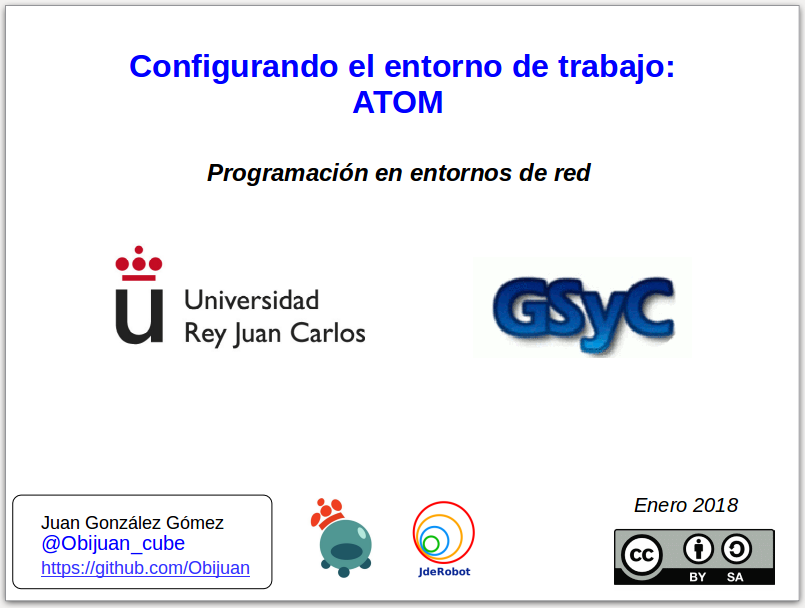 Configurando el entorno de trabajo:
ATOM
Programación en entornos de red
Universidad
Rey Juan Carlos
GSyC
Juan González Gómez
@Obijuan_cube
https://github.com/Obijuan
JdeRobot
Enero 2018
cc
BY SA